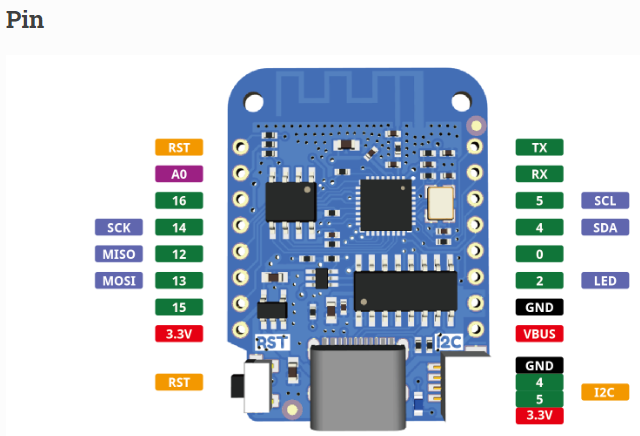 Pin
RST
A0
16
SCK 14
MISO 12
MOSI 13
15
3.3V
RST
TX
RX
5 SCL
4 SDA
0
2 LED
GND
VBUS
GND
4
5
3.3V
I2C
RST
I2C